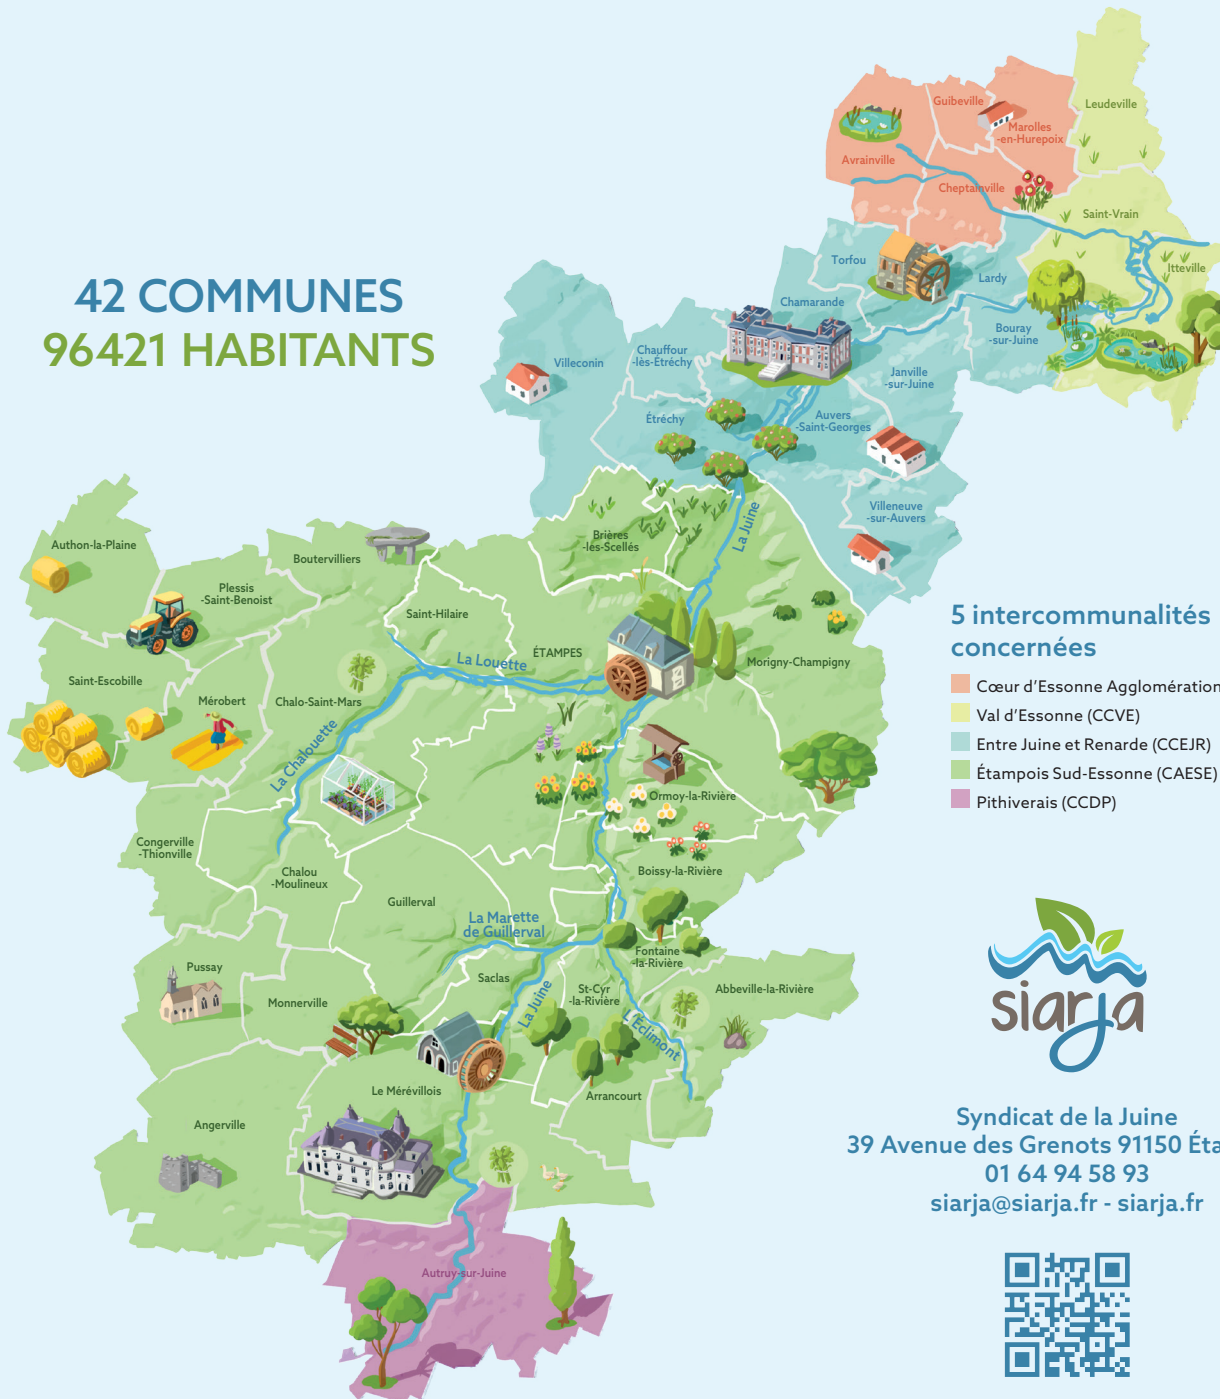 42 COMMUNES
96421 HABITANTS
Guibeville
Leudeville
Marolles
-en-Hurepoix
Avrainville
Cheptainville
Saint-Vrain
Itteville
Torfou
Lardy
Chamarande
Bouray
-sur-Juine
Villeconin
Chauffour
-lès-Étréchy
Janville
-sur-Juine
Étréchy
Auvers
-Saint-Georges
Villeneuve
-sur-Auvers
La Juine
Brières
-les-Scellés
Authon-la-Plaine
Boutervilliers
Plessis
-Saint-Benoist
Saint-Hilaire
La Louette
ÉTAMPES
Morigny-Champigny
Saint-Escobille
Mérobert
Chalo-Saint-Mars
La Chalouette
Ormoy-la-Rivière
Congerville
-Thionville
Chalou
-Moulineux
Boissy-la-Rivière
Guillerval
La Marette
de Guillerval
Fontaine
-la-Rivière
Pussay
Saclas
St-Cyr
-la-Rivière
Abbeville-la-Rivière
Monnerville
La Juine
L'Éclimont
Le Mérévillois
Arrancourt
Angerville
Autruy-sur-Juine
5 intercommunalités
concernées
Cœur d'Essonne Agglomération
Val d'Essonne (CCVE)
Entre Juine et Renarde (CCEJR)
Étampois Sud-Essonne (CAESE)
Pithiverais (CCDP)
siarja
Syndicat de la Juine
39 Avenue des Grenots 91150 Éta
01 64 94 58 93
siarja@siarja.fr - siarja.fr